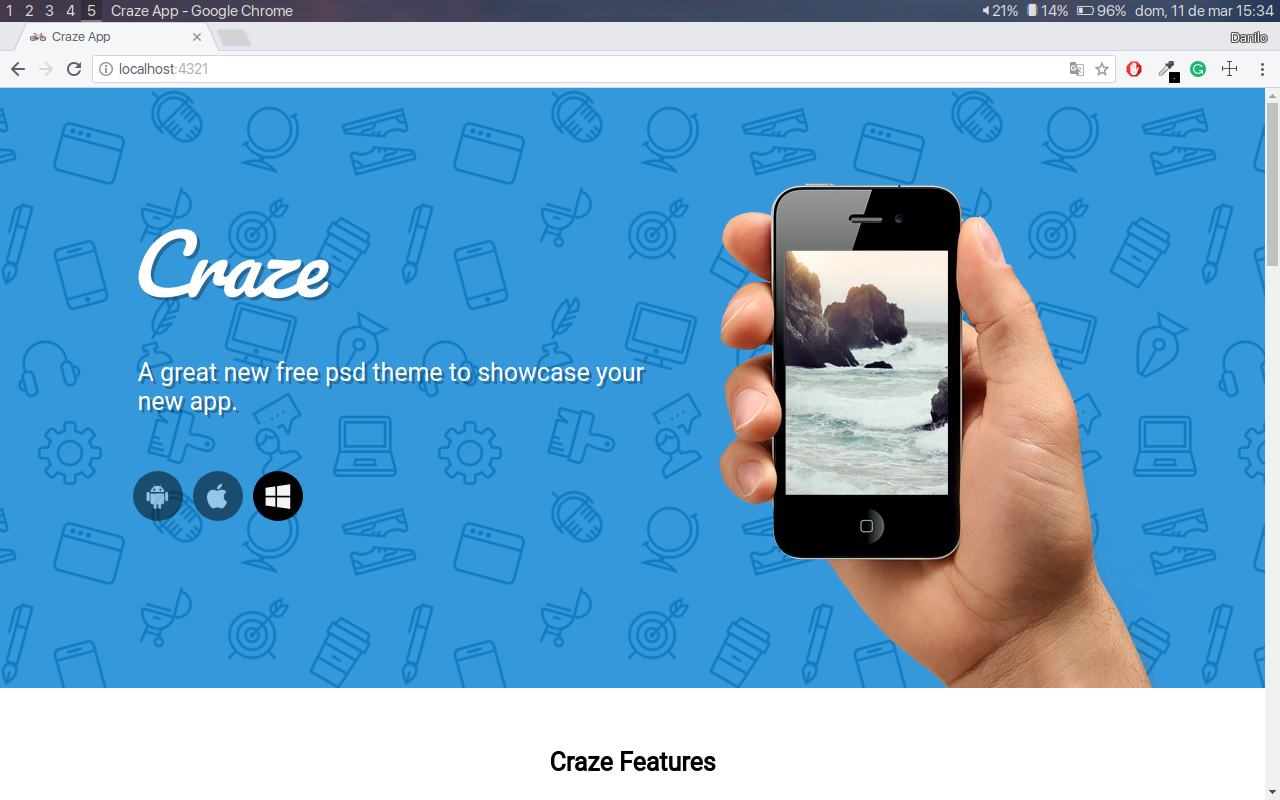 1 2 3 4 5 Craze App - Google Chrome 21% 14% 96% dom, 11 de mar 15:34
Craze App Danilo
localhost:4321
Craze
A great new free psd theme to showcase your
new app.
Craze Features